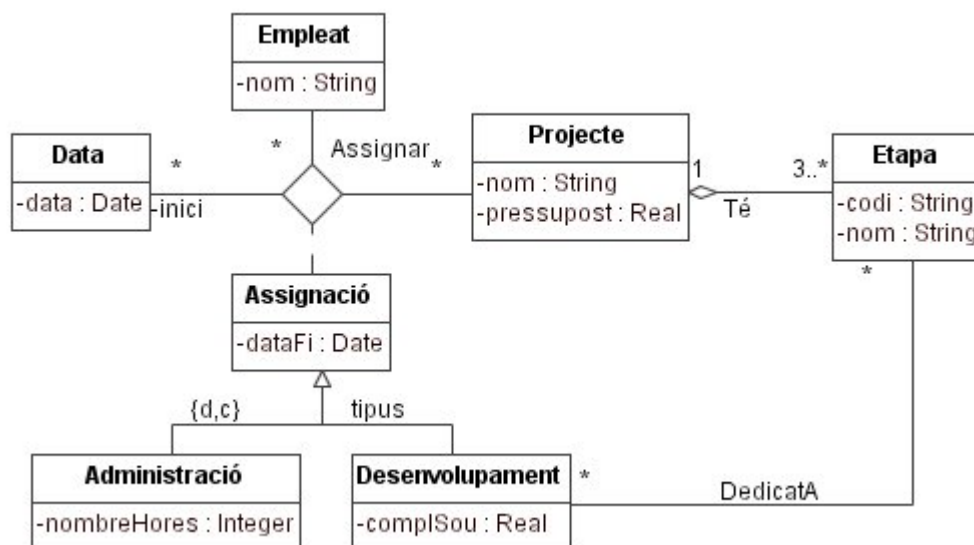 Empleat
-nom : String
Data
-data : Date
*
-inici
*
Assignar
*
Projecte
-nom : String
-pressupost : Real
1
Té
3..*
Etapa
-codi : String
-nom : String
*
Assignació
-dataFi : Date
{d,c}
tipus
Administració
-nombreHores : Integer
Desenvolupament
-complSou : Real
*
DedicatA